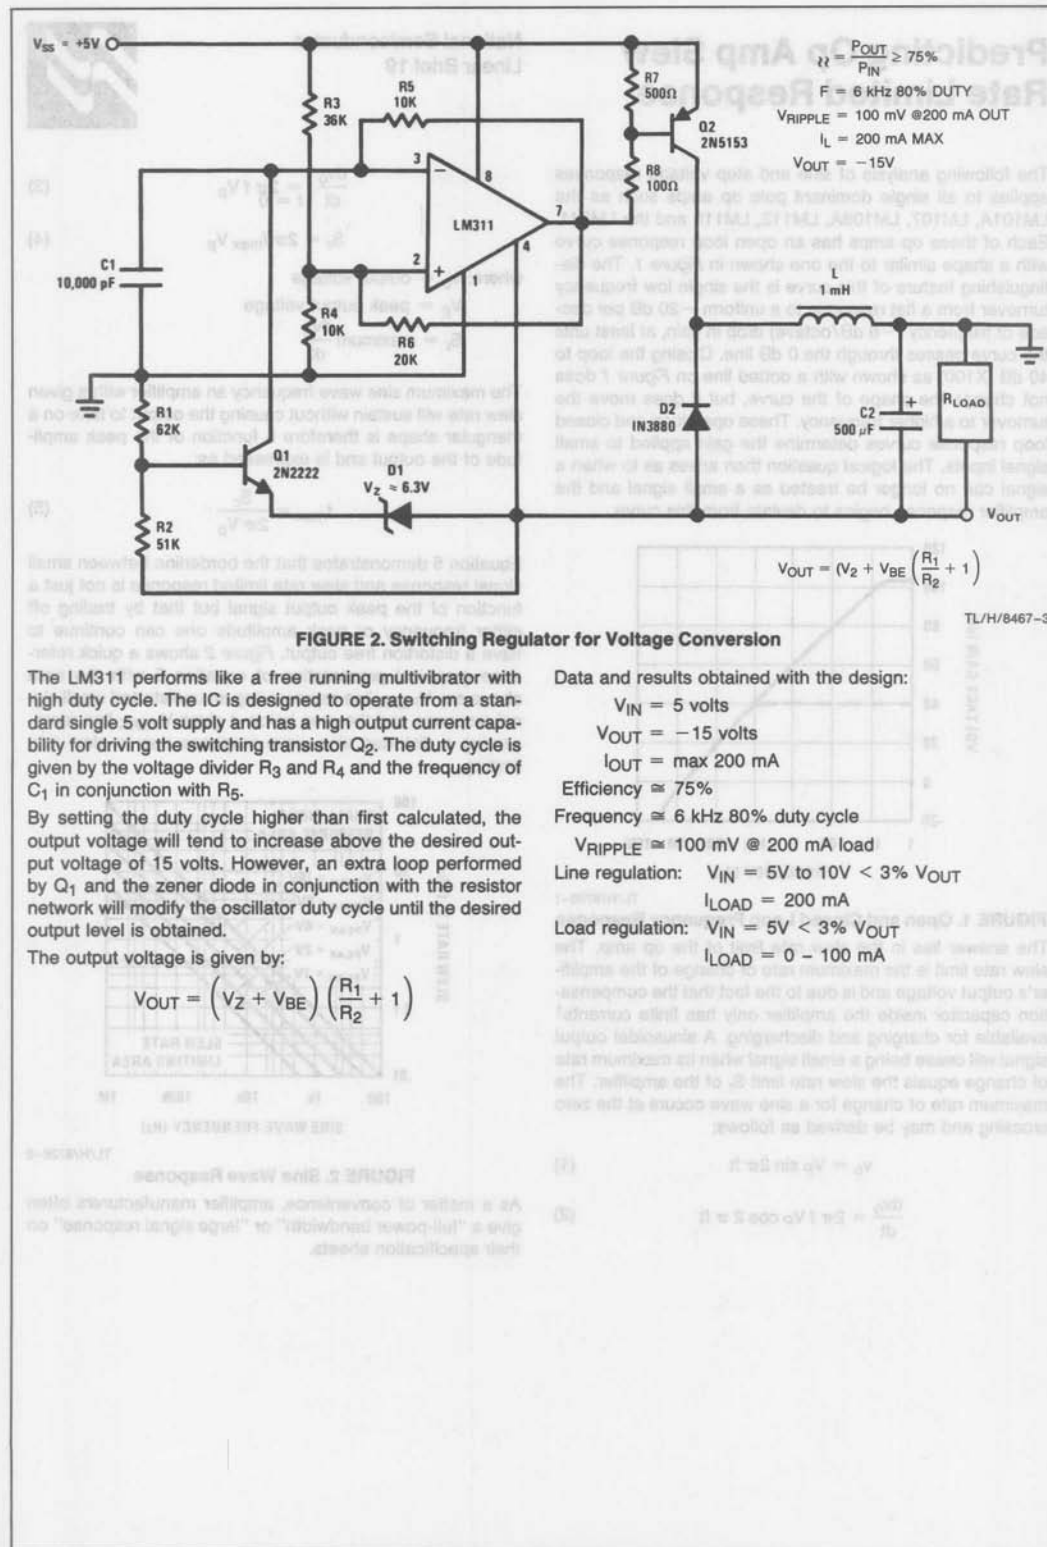 VSS = +5V
R3
36K
R5
10K
R7
500Ω
Q2
2N5153
R8
100Ω
3
8
7
LM311
4
2
1
C1
10,000 pF
R4
10K
R6
20K
L
1 mH
R1
62K
Q1
2N2222
D1
VZ ≈ 6.3V
D2
IN3880
C2
500 µF
RLOAD
R2
51K
VOUT
≷ = POUT / PIN ≥ 75%
F = 6 kHz 80% DUTY
VRIPPLE = 100 mV @200 mA OUT
IL = 200 mA MAX
VOUT = −15V
VOUT = (V2 + VBE (R1/R2 + 1)
TL/H/8467-3
FIGURE 2. Switching Regulator for Voltage Conversion
The LM311 performs like a free running multivibrator with
high duty cycle. The IC is designed to operate from a stan-
dard single 5 volt supply and has a high output current capa-
bility for driving the switching transistor Q2. The duty cycle is
given by the voltage divider R3 and R4 and the frequency of
C1 in conjunction with R5.
By setting the duty cycle higher than first calculated, the
output voltage will tend to increase above the desired out-
put voltage of 15 volts. However, an extra loop performed
by Q1 and the zener diode in conjunction with the resistor
network will modify the oscillator duty cycle until the desired
output level is obtained.
The output voltage is given by:
VOUT = (VZ + VBE) (R1/R2 + 1)
Data and results obtained with the design:
VIN = 5 volts
VOUT = −15 volts
IOUT = max 200 mA
Efficiency ≅ 75%
Frequency ≅ 6 kHz 80% duty cycle
VRIPPLE ≅ 100 mV @ 200 mA load
Line regulation: VIN = 5V to 10V < 3% VOUT
ILOAD = 200 mA
Load regulation: VIN = 5V < 3% VOUT
ILOAD = 0 – 100 mA